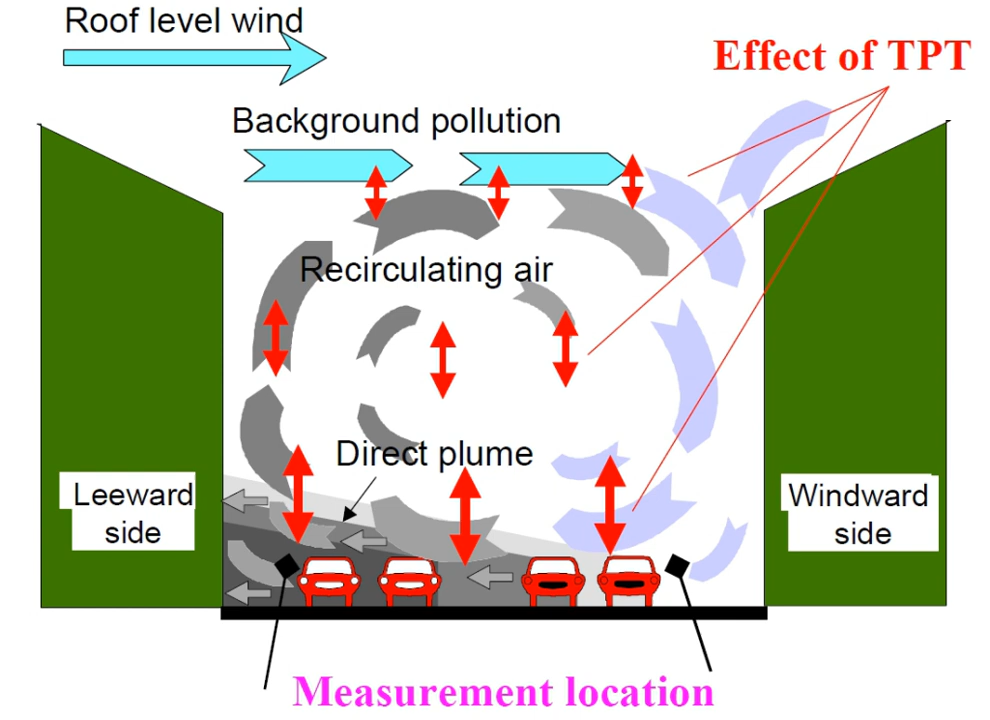 Roof level wind
Effect of TPT
Background pollution
Recirculating air
Direct plume
Leeward
side
Windward
side
Measurement location